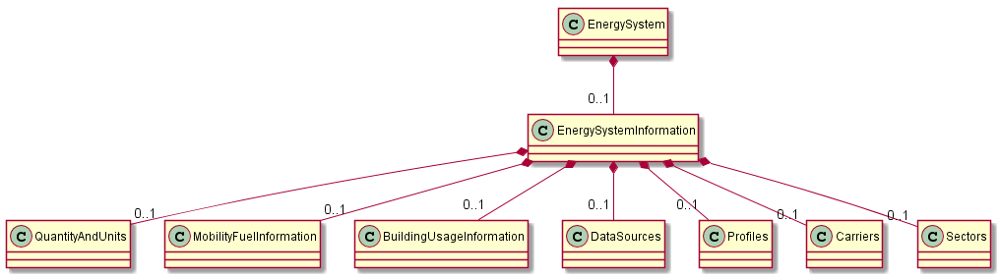 C EnergySystem
0..1
C EnergySystemInformation
0..1 0..1 0..1 0..1 0..1 0..1 0..1
C QuantityAndUnits C MobilityFuelInformation C BuildingUsageInformation C DataSources C Profiles C Carriers C Sectors